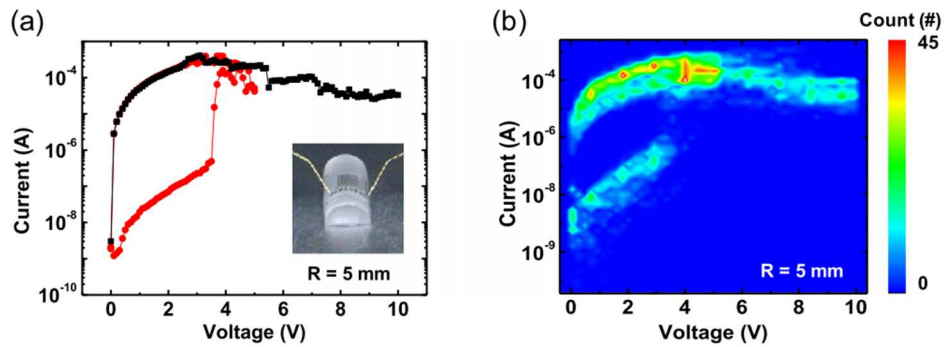 (a)
Current (A)
10⁻⁴
10⁻⁶
10⁻⁸
10⁻¹⁰
R = 5 mm
0 2 4 6 8 10
Voltage (V)
(b)
Current (A)
10⁻⁴
10⁻⁶
10⁻⁸
10⁻⁹
R = 5 mm
0 2 4 6 8 10
Voltage (V)
Count (#)
45
0